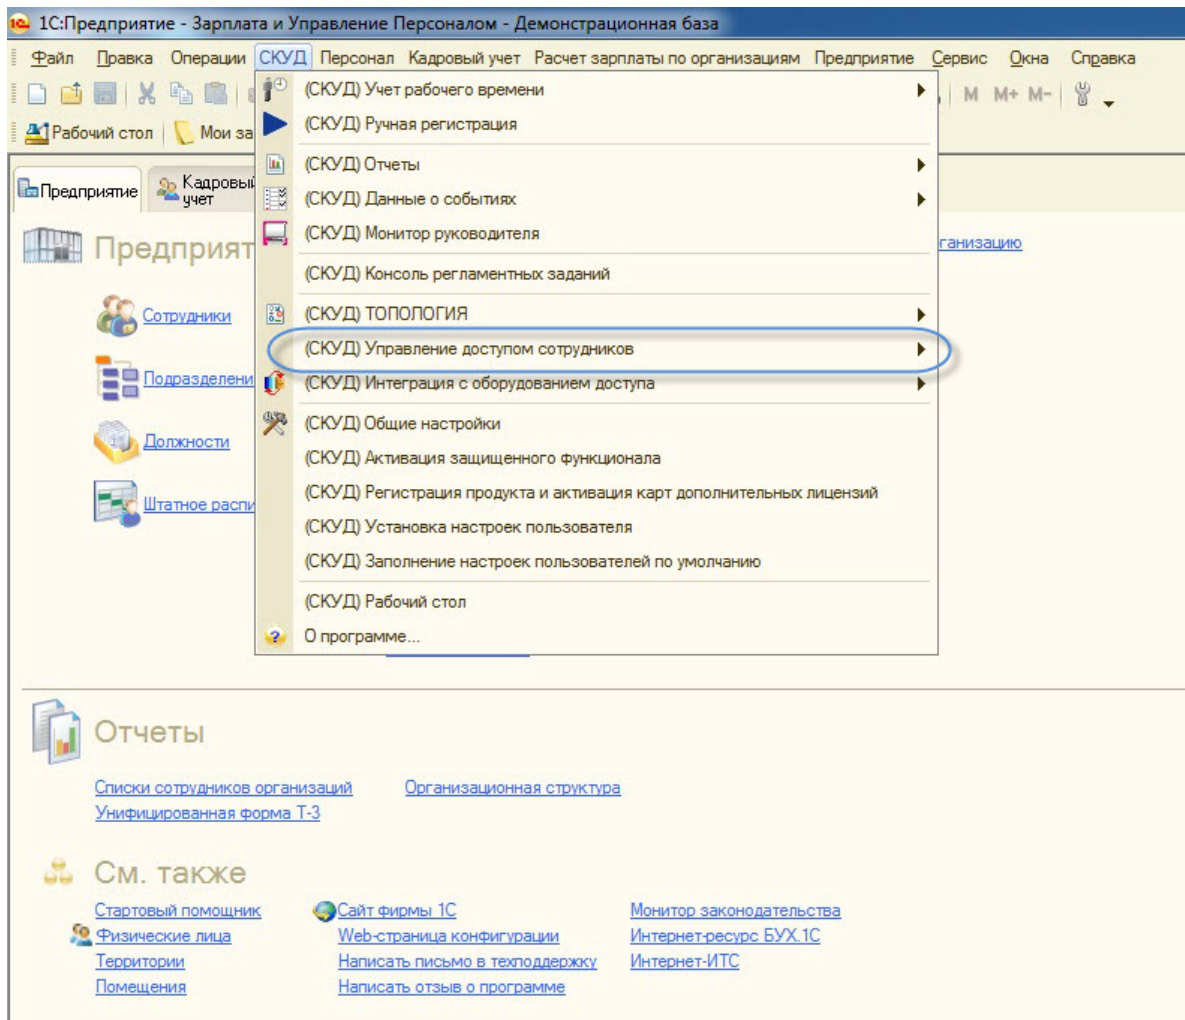 1С:Предприятие - Зарплата и Управление Персоналом - Демонстрационная база
Файл Правка Операции СКУД Персонал Кадровый учет Расчет зарплаты по организациям Предприятие Сервис Окна Справка
M M+ M-
Рабочий стол Мои за
Предприятие Кадровый учет
(СКУД) Учет рабочего времени
(СКУД) Ручная регистрация
(СКУД) Отчеты
(СКУД) Данные о событиях
(СКУД) Монитор руководителя
(СКУД) Консоль регламентных заданий
(СКУД) ТОПОЛОГИЯ
(СКУД) Управление доступом сотрудников
(СКУД) Интеграция с оборудованием доступа
(СКУД) Общие настройки
(СКУД) Активация защищенного функционала
(СКУД) Регистрация продукта и активация карт дополнительных лицензий
(СКУД) Установка настроек пользователя
(СКУД) Заполнение настроек пользователей по умолчанию
(СКУД) Рабочий стол
О программе...
Предприят
ганизацию
Сотрудники
Подразделени
Должности
Штатное распи
Отчеты
Списки сотрудников организаций Организационная структура
Унифицированная форма Т-3
См. также
Стартовый помощник Сайт фирмы 1С Монитор законодательства
Физические лица Web-страница конфигурации Интернет-ресурс БУХ.1С
Территории Написать письмо в техподдержку Интернет-ИТС
Помещения Написать отзыв о программе